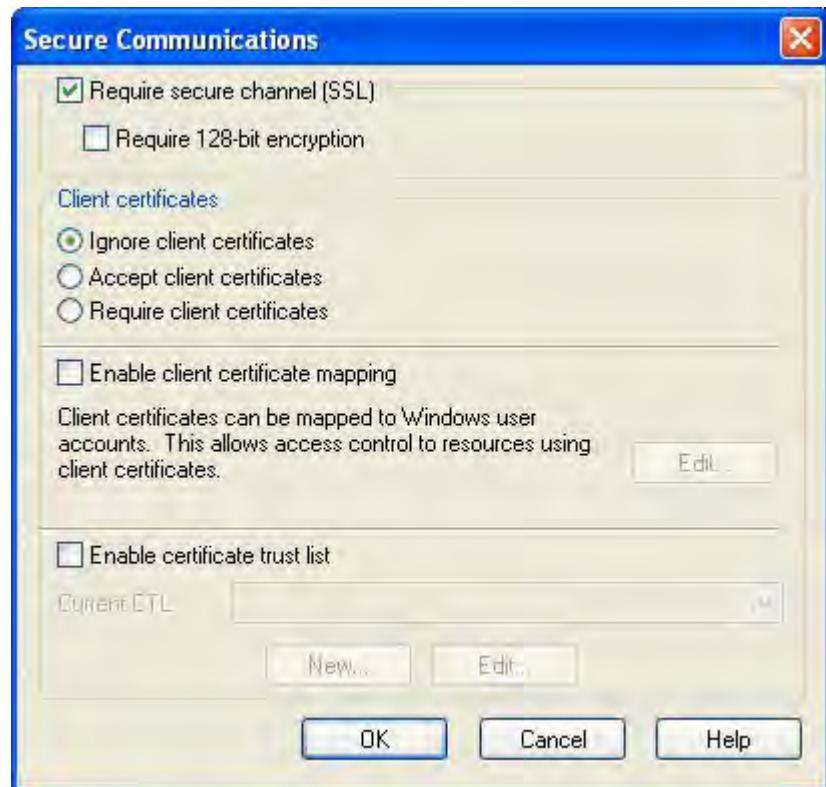 Secure Communications
Require secure channel (SSL)
Require 128-bit encryption
Client certificates
Ignore client certificates
Accept client certificates
Require client certificates
Enable client certificate mapping
Client certificates can be mapped to Windows user
accounts. This allows access control to resources using
client certificates.
Edit...
Enable certificate trust list
Current CTL
New...
Edit...
OK
Cancel
Help